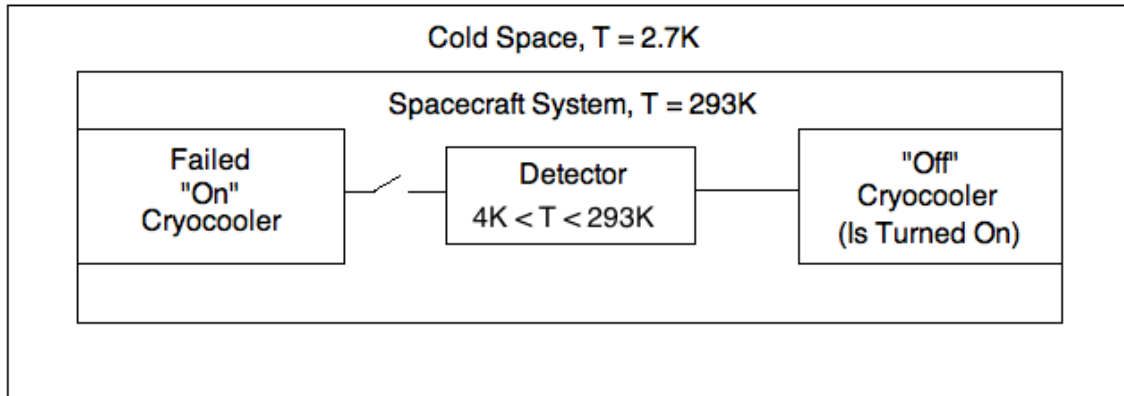 Cold Space, T = 2.7K
Spacecraft System, T = 293K
Failed
"On"
Cryocooler
Detector
4K < T < 293K
"Off"
Cryocooler
(Is Turned On)